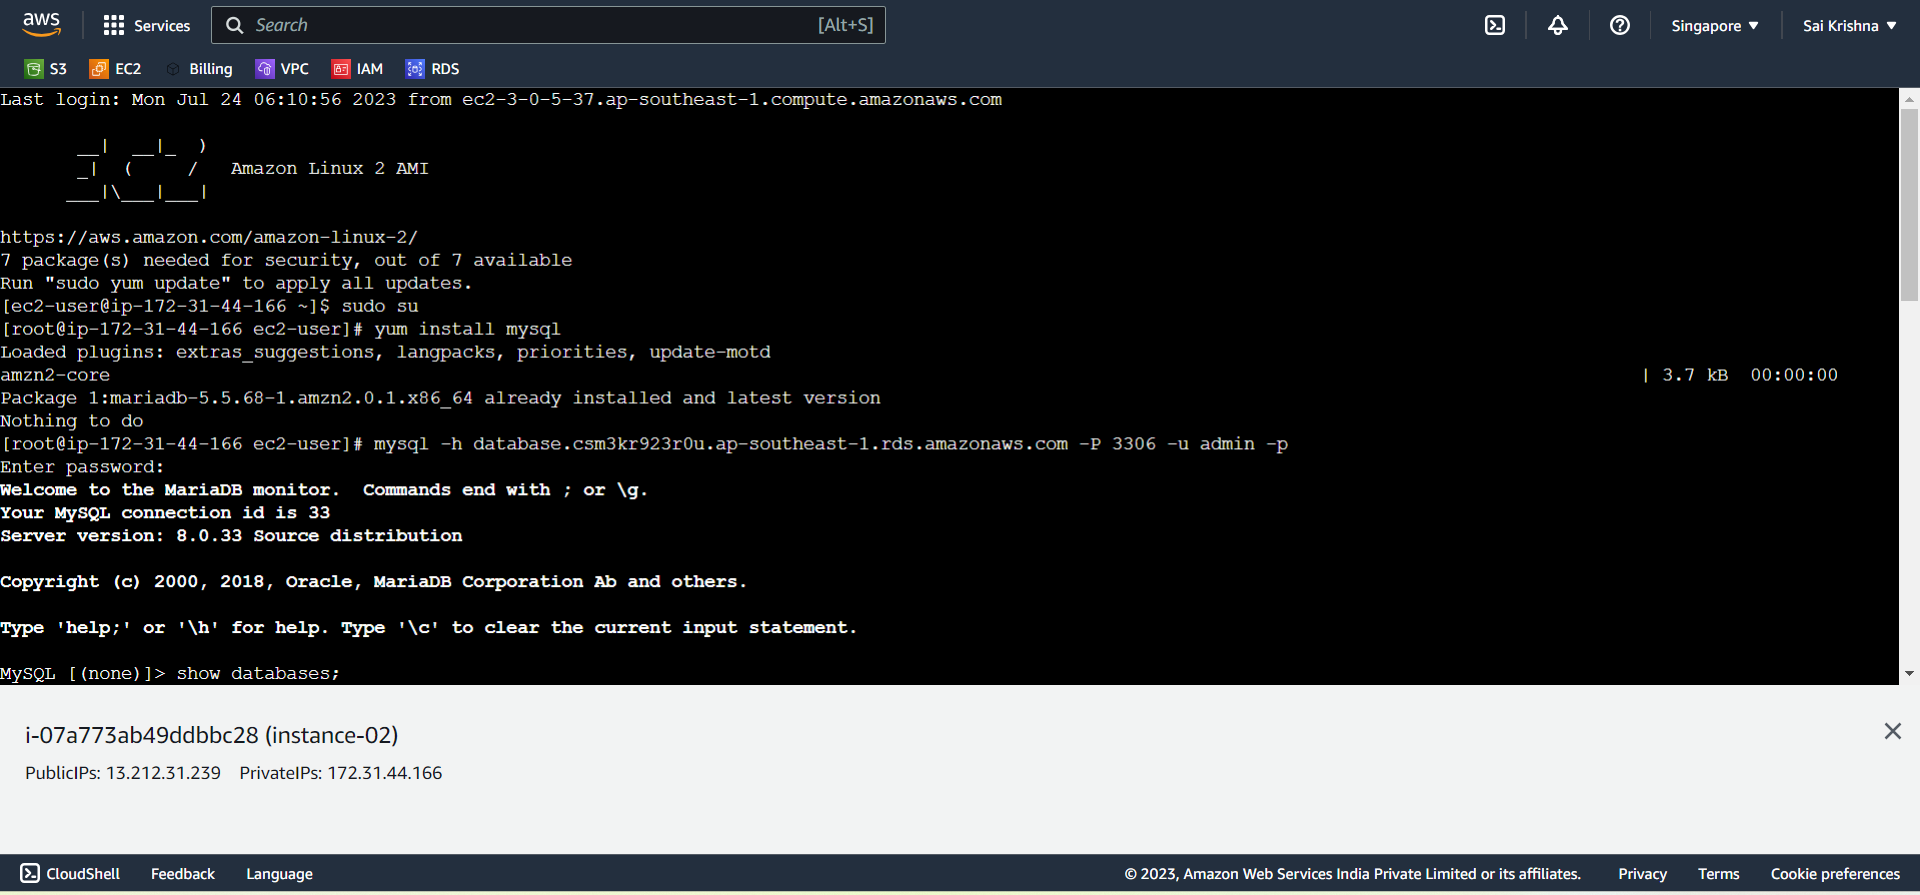 aws Services Search [Alt+S] Singapore Sai Krishna
S3 EC2 Billing VPC IAM RDS
Last login: Mon Jul 24 06:10:56 2023 from ec2-3-0-5-37.ap-southeast-1.compute.amazonaws.com
__|  __|_  )
_|  (     /   Amazon Linux 2 AMI
___|\___|___|
https://aws.amazon.com/amazon-linux-2/
7 package(s) needed for security, out of 7 available
Run "sudo yum update" to apply all updates.
[ec2-user@ip-172-31-44-166 ~]$ sudo su
[root@ip-172-31-44-166 ec2-user]# yum install mysql
Loaded plugins: extras_suggestions, langpacks, priorities, update-motd
amzn2-core | 3.7 kB  00:00:00
Package 1:mariadb-5.5.68-1.amzn2.0.1.x86_64 already installed and latest version
Nothing to do
[root@ip-172-31-44-166 ec2-user]# mysql -h database.csm3kr923r0u.ap-southeast-1.rds.amazonaws.com -P 3306 -u admin -p
Enter password:
Welcome to the MariaDB monitor.  Commands end with ; or \g.
Your MySQL connection id is 33
Server version: 8.0.33 Source distribution
Copyright (c) 2000, 2018, Oracle, MariaDB Corporation Ab and others.
Type 'help;' or '\h' for help. Type '\c' to clear the current input statement.
MySQL [(none)]> show databases;
i-07a773ab49ddbbc28 (instance-02)
PublicIPs: 13.212.31.239 PrivateIPs: 172.31.44.166
CloudShell Feedback Language © 2023, Amazon Web Services India Private Limited or its affiliates. Privacy Terms Cookie preferences